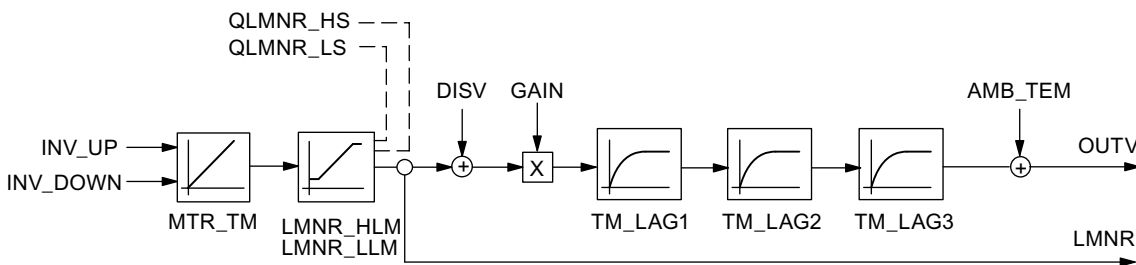 QLMNR_HS
QLMNR_LS
DISV
GAIN
AMB_TEM
INV_UP
INV_DOWN
OUTV
X
MTR_TM
LMNR_HLM
LMNR_LLM
TM_LAG1
TM_LAG2
TM_LAG3
LMNR